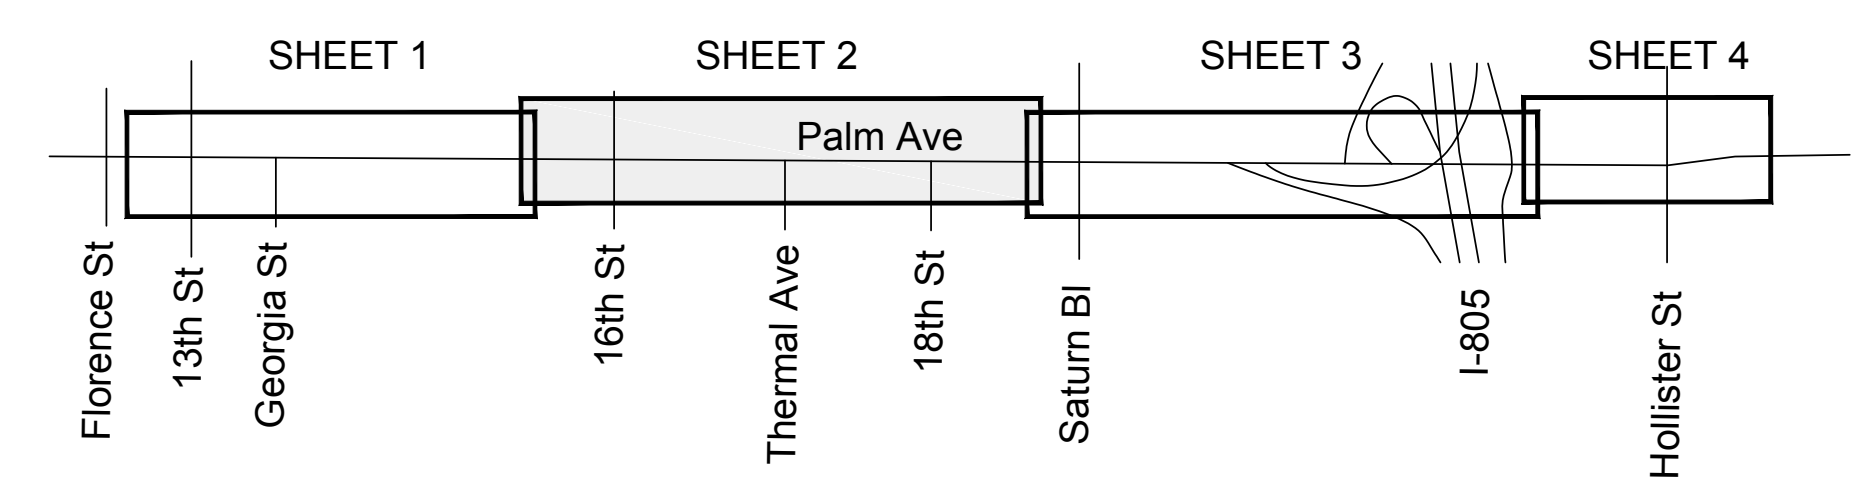 SHEET 1
SHEET 2
SHEET 3
SHEET 4
Palm Ave
Florence St
13th St
Georgia St
16th St
Thermal Ave
18th St
Saturn Bl
I-805
Hollister St